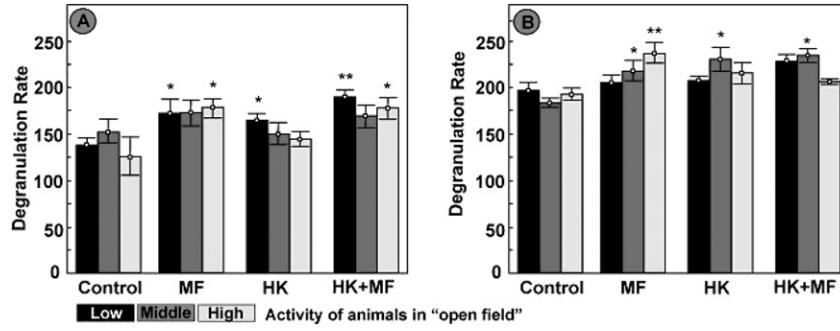 A
Degranulation Rate
250
200
150
100
50
0
* * * ** *
Control MF HK HK+MF
B
Degranulation Rate
250
200
150
100
50
0
* ** * *
Control MF HK HK+MF
Low Middle High Activity of animals in “open field”